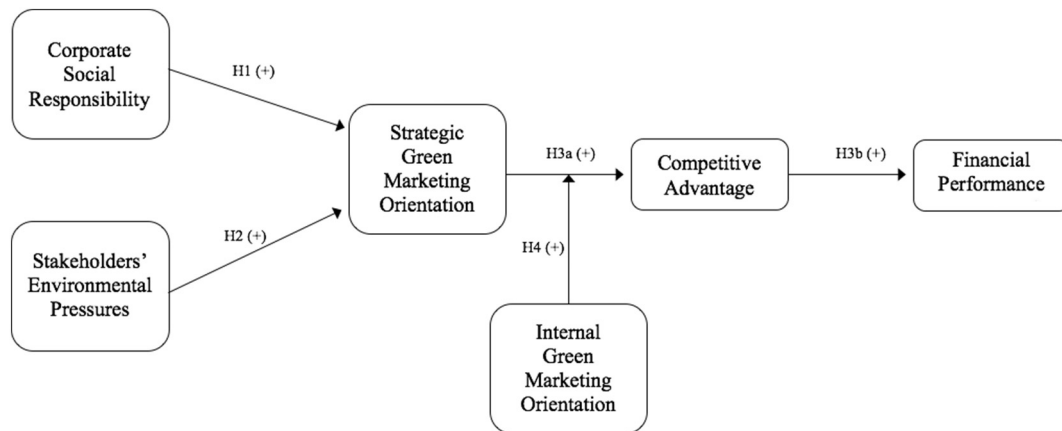 Corporate
Social
Responsibility
H1 (+)
Strategic
Green
Marketing
Orientation
H3a (+)
Competitive
Advantage
H3b (+)
Financial
Performance
H2 (+)
Stakeholders’
Environmental
Pressures
H4 (+)
Internal
Green
Marketing
Orientation